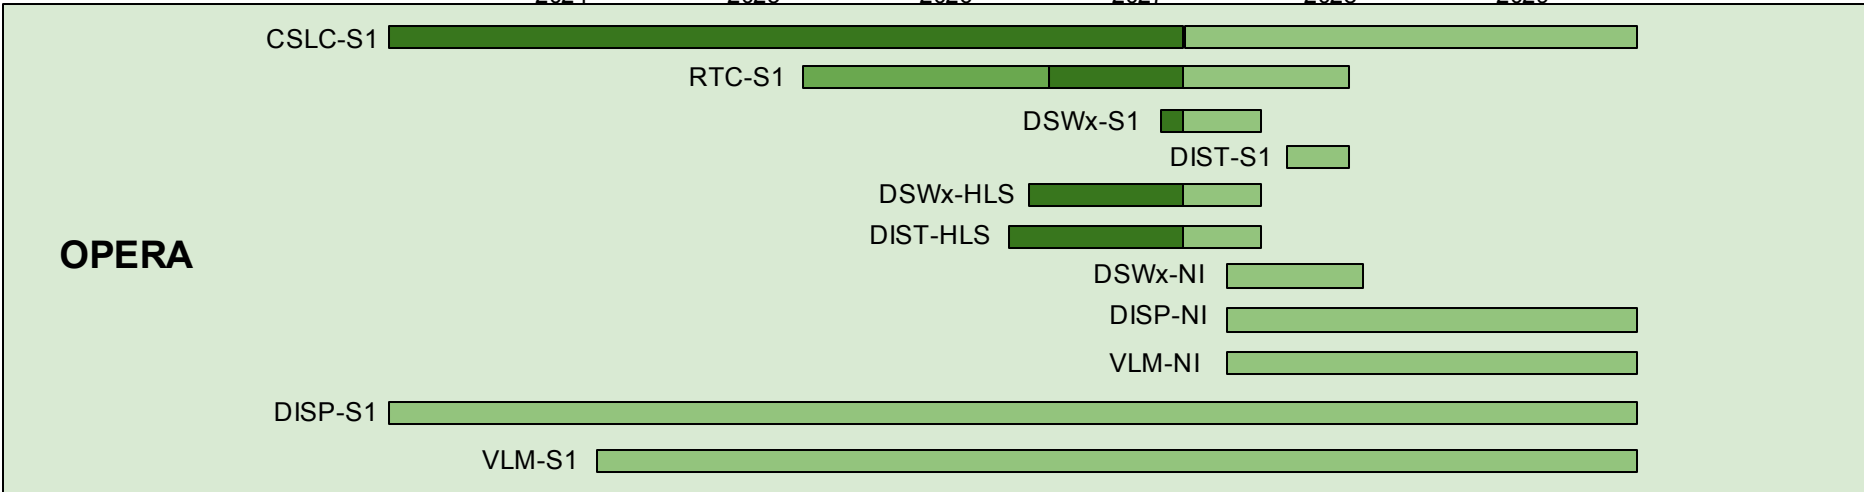 CSLC-S1
RTC-S1
DSWx-S1
DIST-S1
DSWx-HLS
DIST-HLS
OPERA
DSWx-NI
DISP-NI
VLM-NI
DISP-S1
VLM-S1